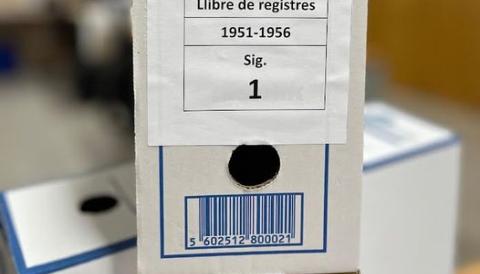 Llibre de registres
1951-1956
Sig.
1
5 602512 800021